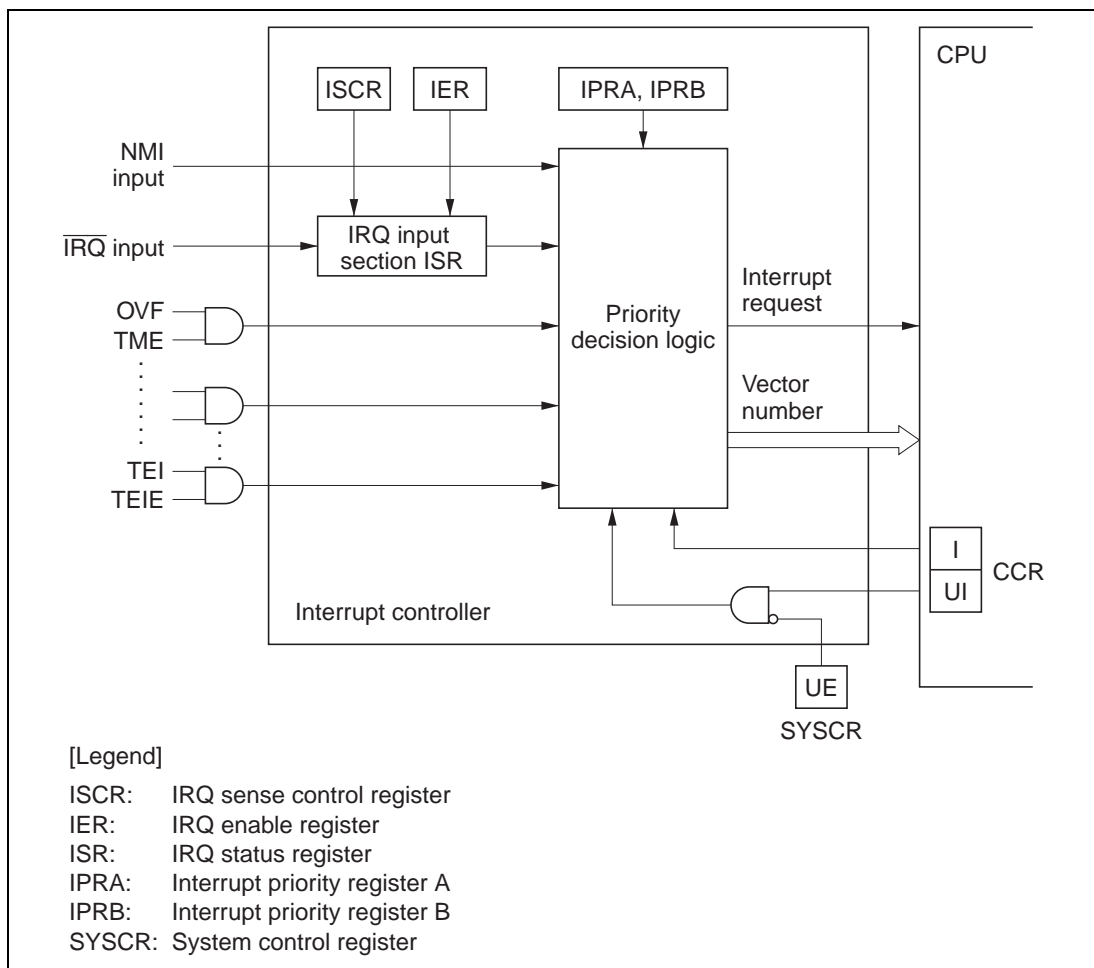 CPU
ISCR
IER
IPRA, IPRB
NMI
input
IRQ input
IRQ input
section ISR
OVF
TME
Priority
decision logic
Interrupt
request
Vector
number
TEI
TEIE
I
UI
CCR
Interrupt controller
UE
SYSCR
[Legend]
ISCR: IRQ sense control register
IER: IRQ enable register
ISR: IRQ status register
IPRA: Interrupt priority register A
IPRB: Interrupt priority register B
SYSCR: System control register